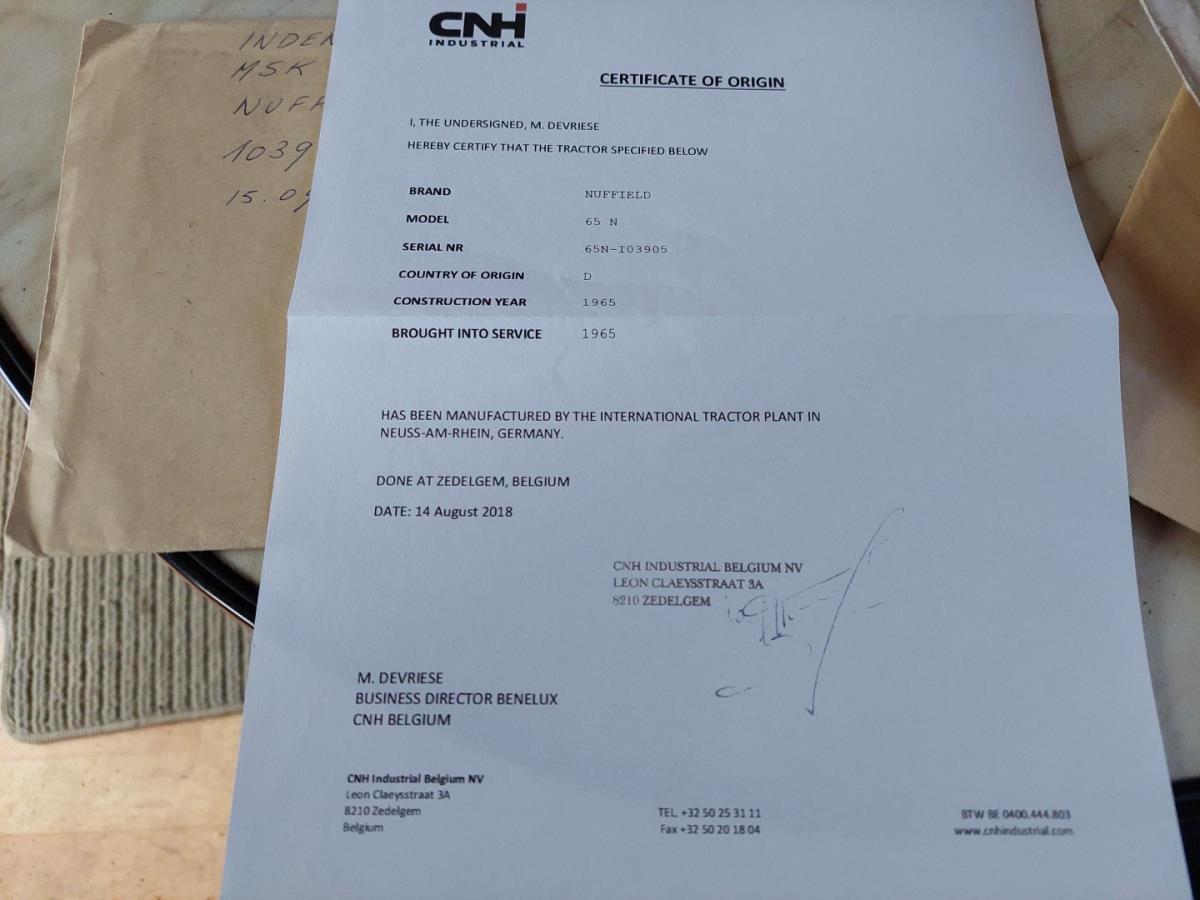 INDEN
MSK
NUFF
1039
15.09
CNH
INDUSTRIAL
CERTIFICATE OF ORIGIN
I, THE UNDERSIGNED, M. DEVRIESE
HEREBY CERTIFY THAT THE TRACTOR SPECIFIED BELOW
BRAND NUFFIELD
MODEL 65 N
SERIAL NR 65N-I03905
COUNTRY OF ORIGIN D
CONSTRUCTION YEAR 1965
BROUGHT INTO SERVICE 1965
HAS BEEN MANUFACTURED BY THE INTERNATIONAL TRACTOR PLANT IN
NEUSS-AM-RHEIN, GERMANY.
DONE AT ZEDELGEM, BELGIUM
DATE: 14 August 2018
CNH INDUSTRIAL BELGIUM NV
LEON CLAEYSSTRAAT 3A
8210 ZEDELGEM
M. DEVRIESE
BUSINESS DIRECTOR BENELUX
CNH BELGIUM
CNH Industrial Belgium NV
Leon Claeysstraat 3A
8210 Zedelgem
Belgium
TEL +32 50 25 31 11
Fax +32 50 20 18 04
BTW BE 0400.444.803
www.cnhindustrial.com